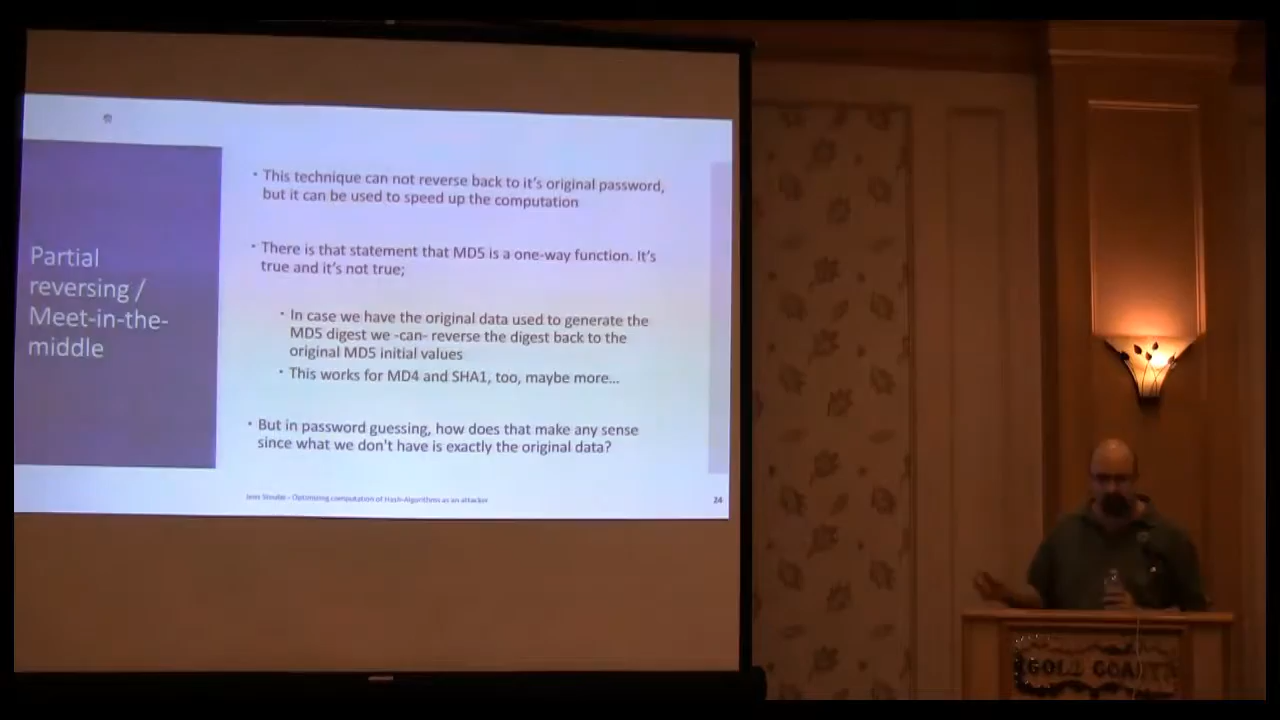 Partial
reversing /
Meet-in-the-
middle
• This technique can not reverse back to it's original password,
but it can be used to speed up the computation
• There is that statement that MD5 is a one-way function. It's
true and it's not true;
• In case we have the original data used to generate the
MD5 digest we -can- reverse the digest back to the
original MD5 initial values
• This works for MD4 and SHA1, too, maybe more...
• But in password guessing, how does that make any sense
since what we don't have is exactly the original data?
Jens Steube - Optimizing computation of Hash-Algorithms as an attacker
24
GOLD COAST